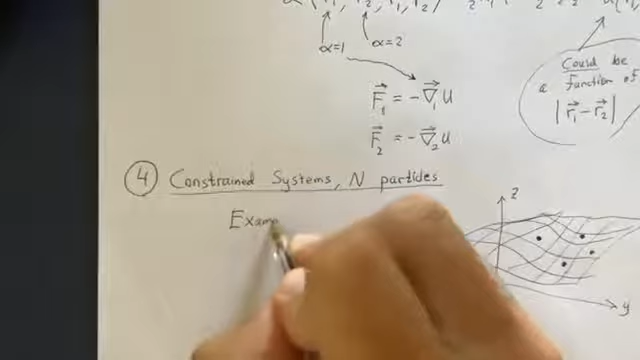 α=1 α=2
F⃗₁ = -∇⃗₁U
F⃗₂ = -∇⃗₂U
Could be
a function of
|r⃗₁-r⃗₂|
④ Constrained Systems, N particles
Exam
z
y